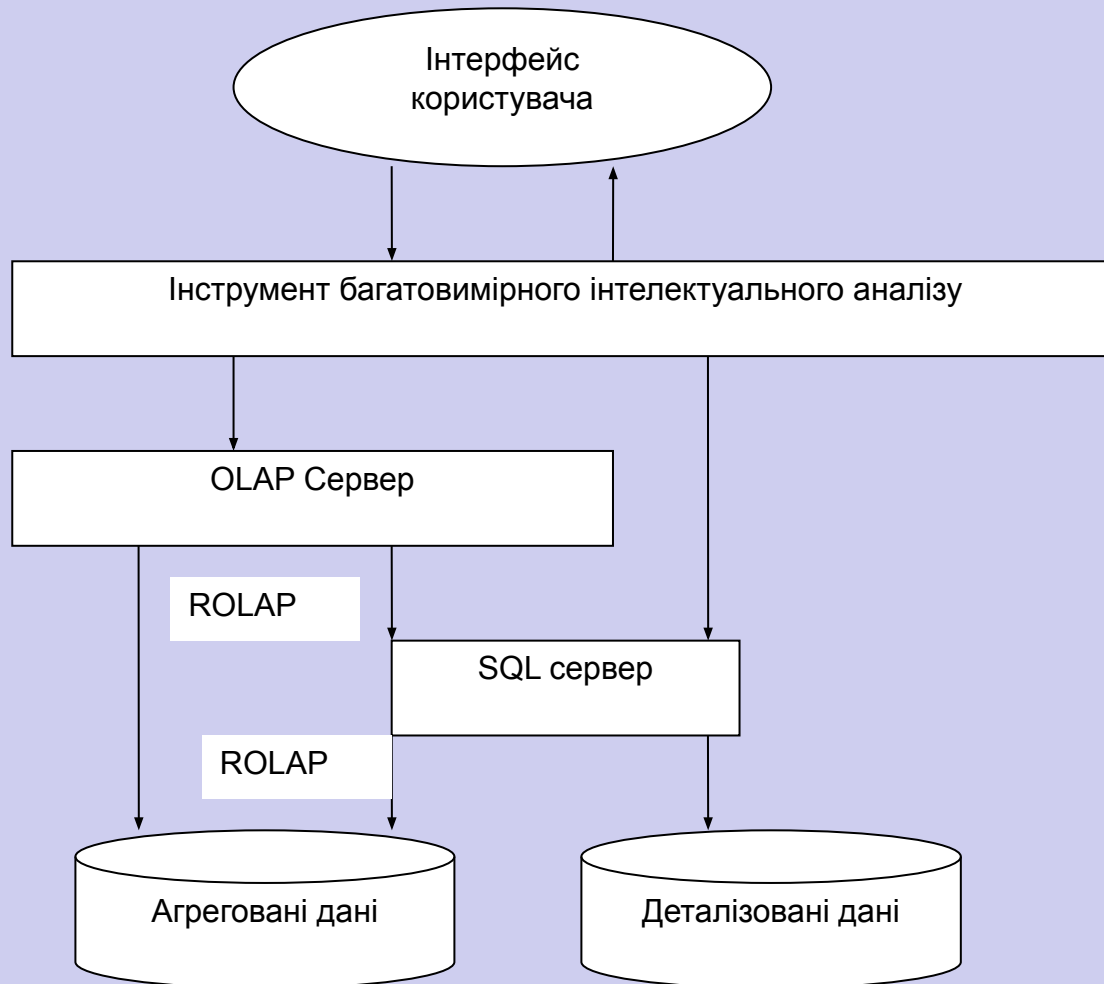 Інтерфейс
користувача
Інструмент багатовимірного інтелектуального аналізу
OLAP Сервер
ROLAP
SQL сервер
ROLAP
Агреговані дані
Деталізовані дані